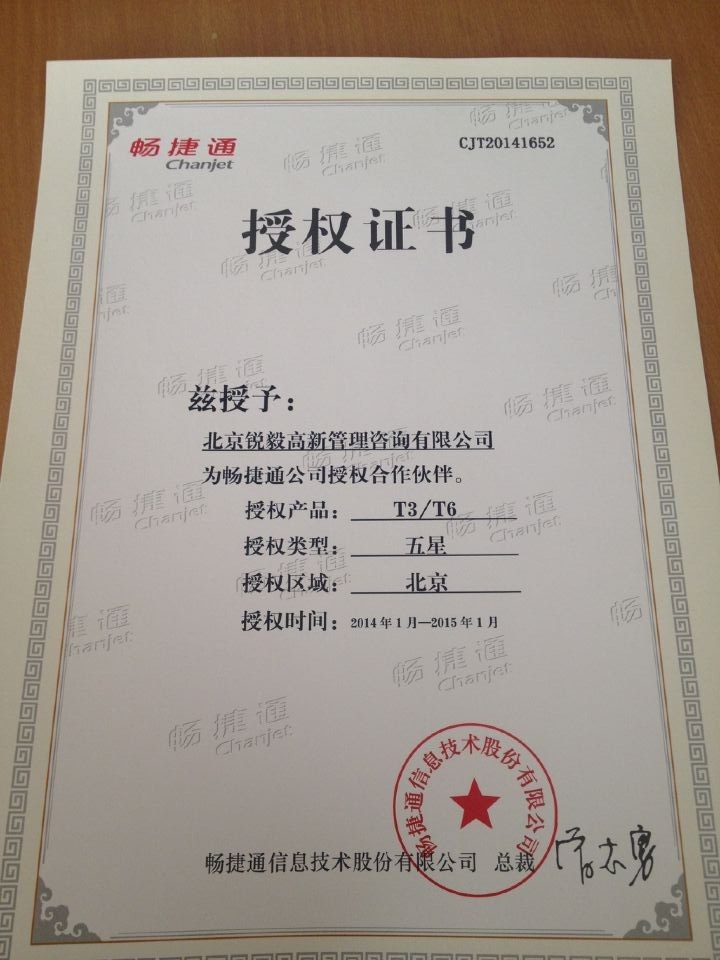 畅捷通
Chanjet
CJT20141652
授权证书
兹授予：
北京锐毅高新管理咨询有限公司
为畅捷通公司授权合作伙伴。
授权产品：T3/T6
授权类型：五星
授权区域：北京
授权时间：2014年1月—2015年1月
畅捷通信息技术股份有限公司
畅捷通信息技术股份有限公司 总裁